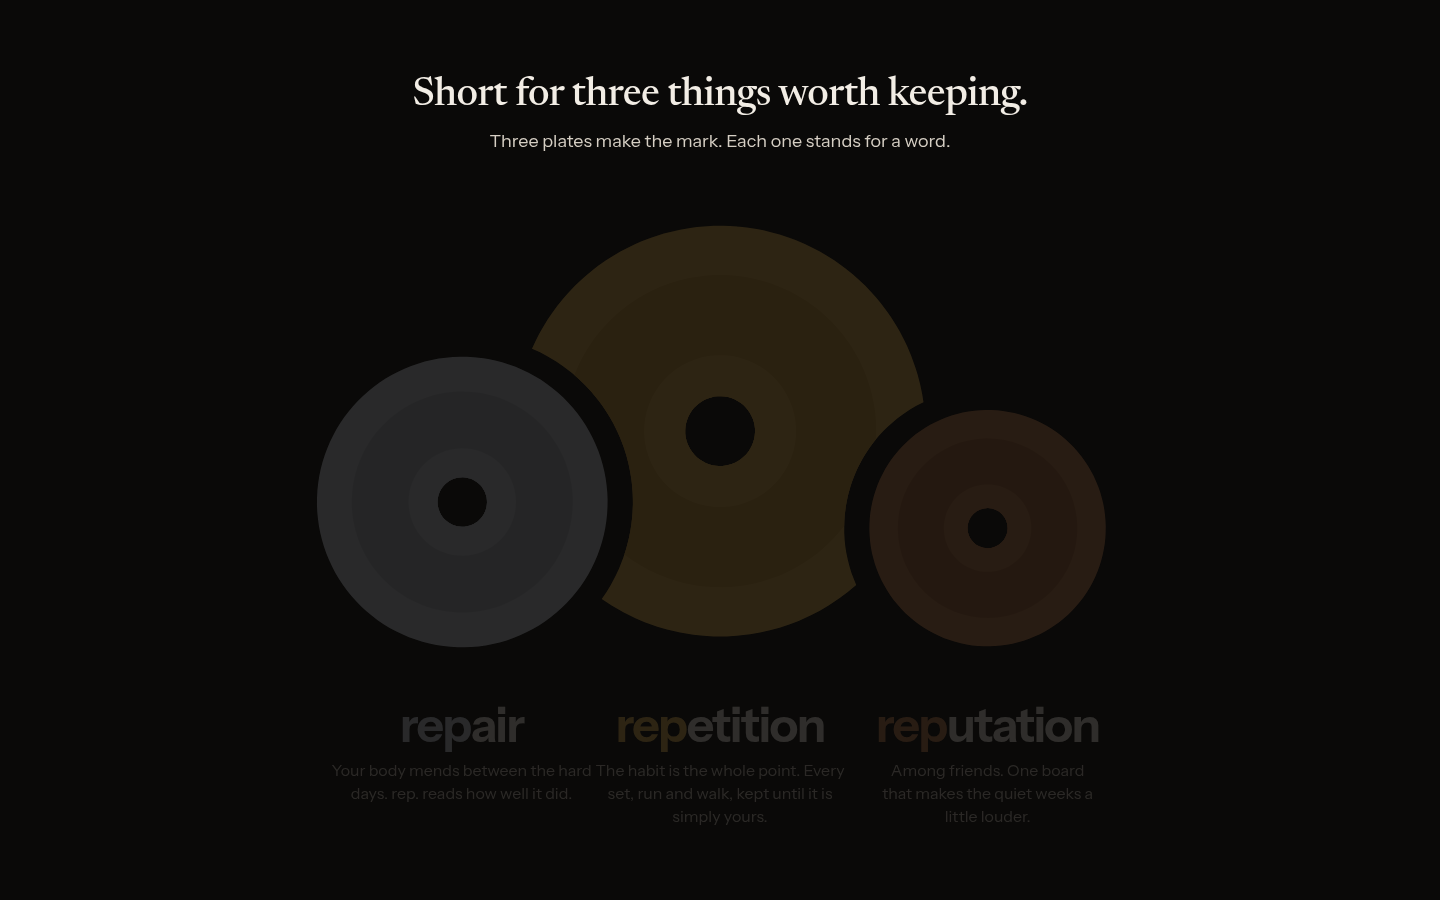 Short for three things worth keeping.
Three plates make the mark. Each one stands for a word.
repair
Your body mends between the hard
days. rep. reads how well it did.
repetition
The habit is the whole point. Every
set, run and walk, kept until it is
simply yours.
reputation
Among friends. One board
that makes the quiet weeks a
little louder.